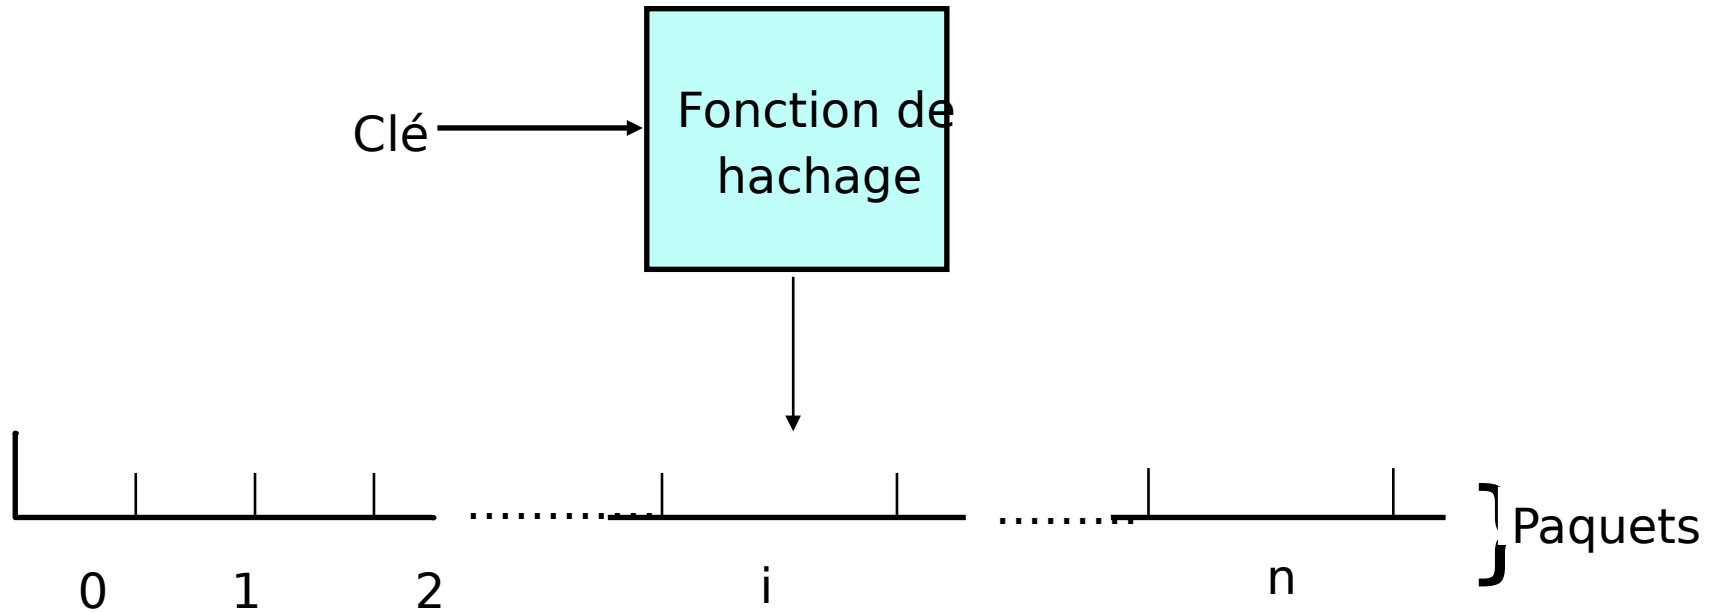 Clé
Fonction de
hachage
............ .........
} Paquets
0 1 2 i n